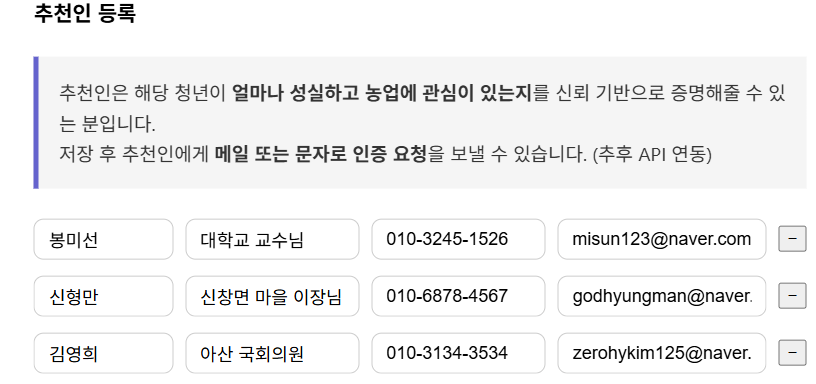 추천인 등록
추천인은 해당 청년이 얼마나 성실하고 농업에 관심이 있는지를 신뢰 기반으로 증명해줄 수 있
는 분입니다.
저장 후 추천인에게 메일 또는 문자로 인증 요청을 보낼 수 있습니다. (추후 API 연동)
봉미선 대학교 교수님 010-3245-1526 misun123@naver.com −
신형만 신창면 마을 이장님 010-6878-4567 godhyungman@naver. −
김영희 아산 국회의원 010-3134-3534 zerohykim125@naver. −